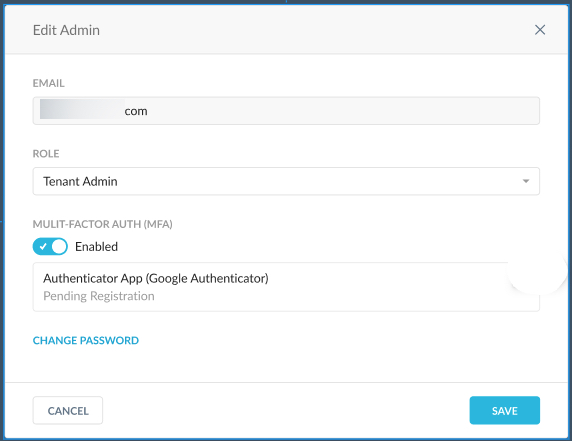 Edit Admin
EMAIL
com
ROLE
Tenant Admin
MULIT-FACTOR AUTH (MFA)
Enabled
Authenticator App (Google Authenticator)
Pending Registration
CHANGE PASSWORD
CANCEL
SAVE